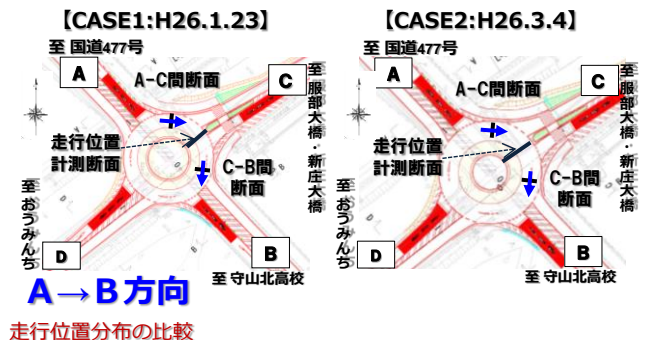 【CASE1:H26.1.23】
至 国道477号
A
A-C間断面
C
至 服部大橋・新庄大橋
走行位置
計測断面
C-B間
断面
至 おうみんち
D
B
至 守山北高校
A→B方向
走行位置分布の比較
【CASE2:H26.3.4】
至 国道477号
A
A-C間断面
C
至 服部大橋・新庄大橋
走行位置
計測断面
C-B間
断面
至 おうみんち
D
B
至 守山北高校